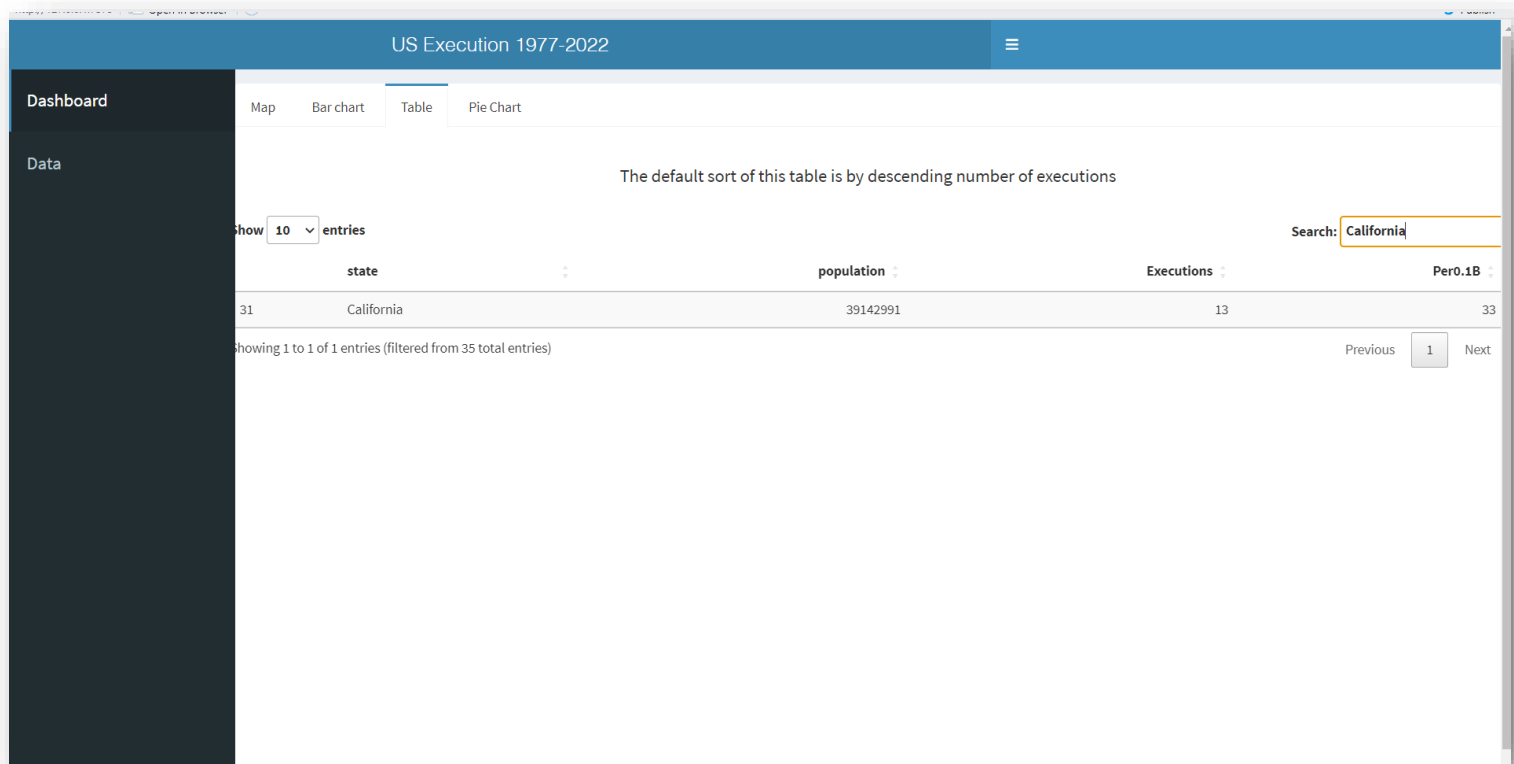 US Execution 1977-2022
Dashboard
Data
Map Bar chart Table Pie Chart
The default sort of this table is by descending number of executions
Show 10 entries
Search: California
state population Executions Per0.1B
31 California 39142991 13 33
Showing 1 to 1 of 1 entries (filtered from 35 total entries)
Previous 1 Next